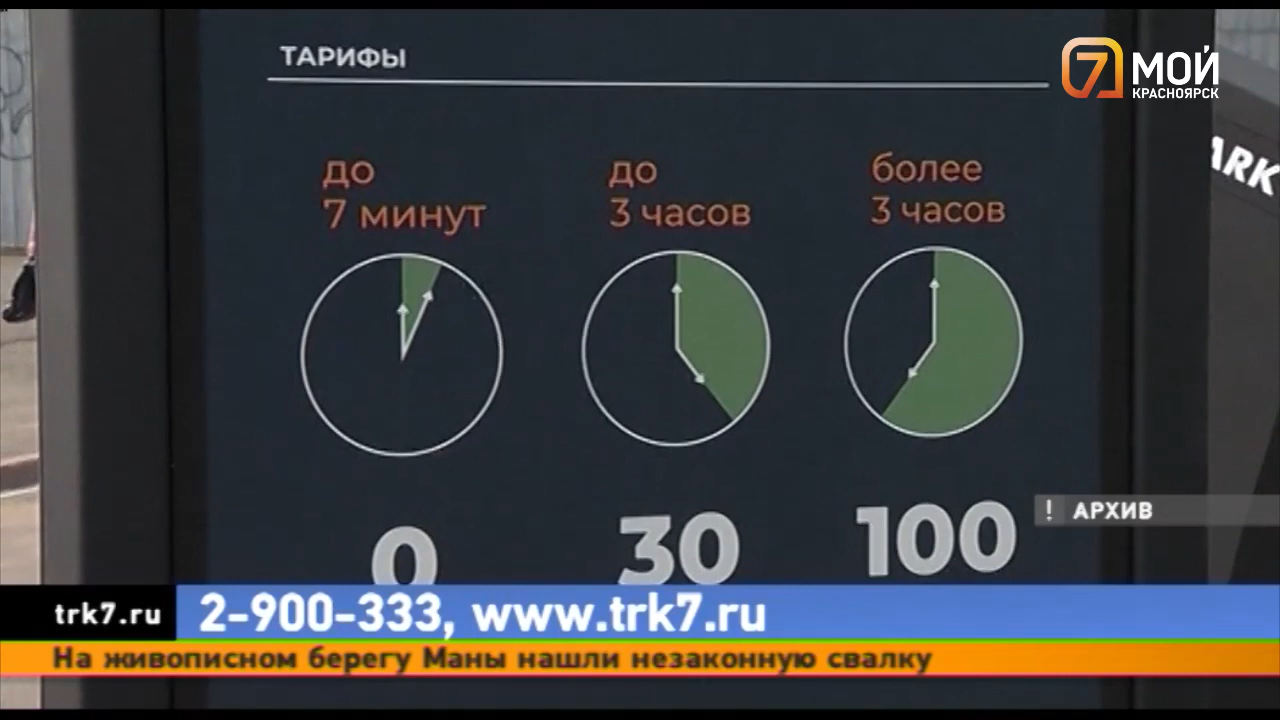 ТАРИФЫ
7 МОЙ
КРАСНОЯРСК
ARK
до
7 минут
до
3 часов
более
3 часов
0
30
100
! АРХИВ
trk7.ru
2-900-333, www.trk7.ru
На живописном берегу Маны нашли незаконную свалку